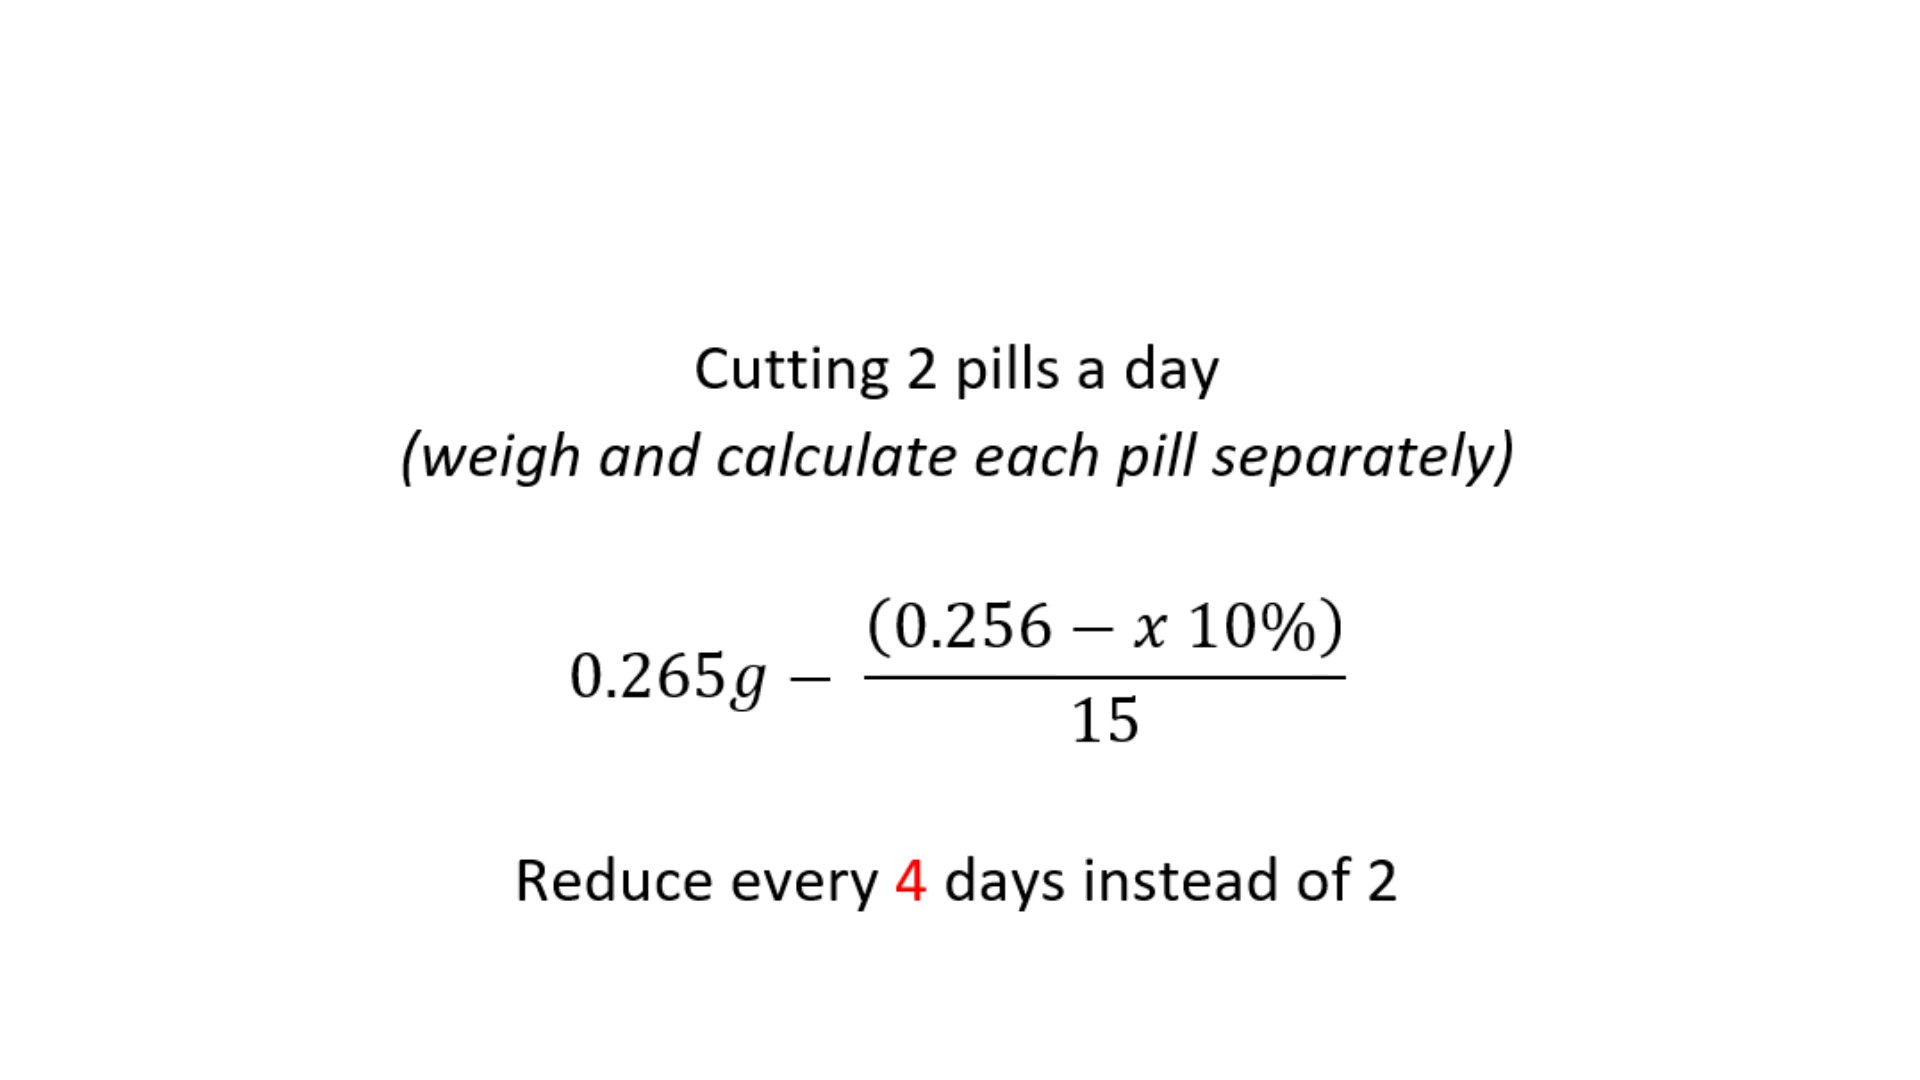 Cutting 2 pills a day
(weigh and calculate each pill separately)
0.265g − (0.256 − x 10%)
15
Reduce every 4 days instead of 2